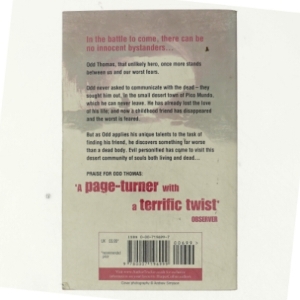 In the battle to come, there can be
no innocent bystanders...
Odd Thomas, that unlikely hero, once more stands
between us and our worst fears.
Odd never asked to communicate with the dead – they
sought him out, in the small desert town of Pico Mundo,
which he can never leave. He has already lost the love
of his life, and now a childhood friend has disappeared
and the worst is feared.
But as Odd applies his unique talents to the task of
finding his friend, he discovers something far worse
than a dead body. Evil personified has come to visit this
desert community of souls both living and dead...
PRAISE FOR ODD THOMAS:
'A page-turner with
a terrific twist'
OBSERVER